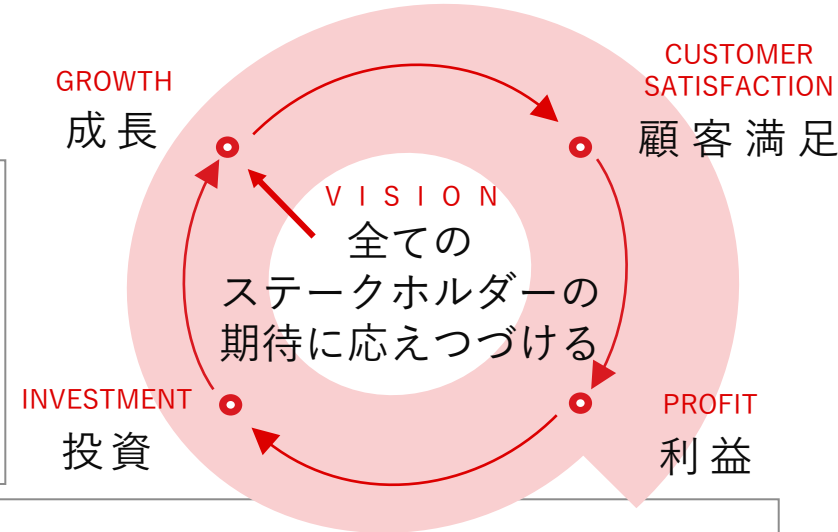 GROWTH
成長
CUSTOMER
SATISFACTION
顧客満足
VISION
全ての
ステークホルダーの
期待に応えつづける
INVESTMENT
投資
PROFIT
利益